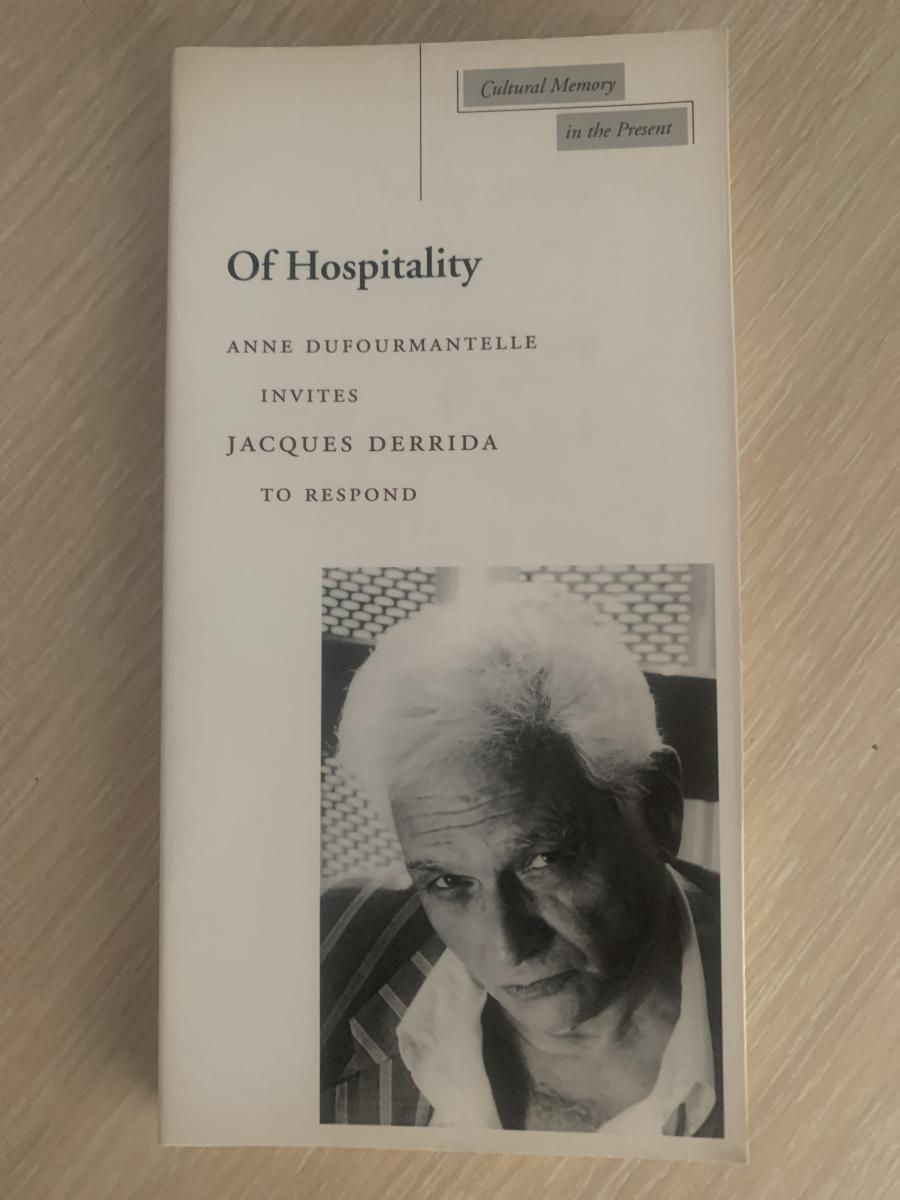 Cultural Memory
in the Present
Of Hospitality
ANNE DUFOURMANTELLE
INVITES
JACQUES DERRIDA
TO RESPOND